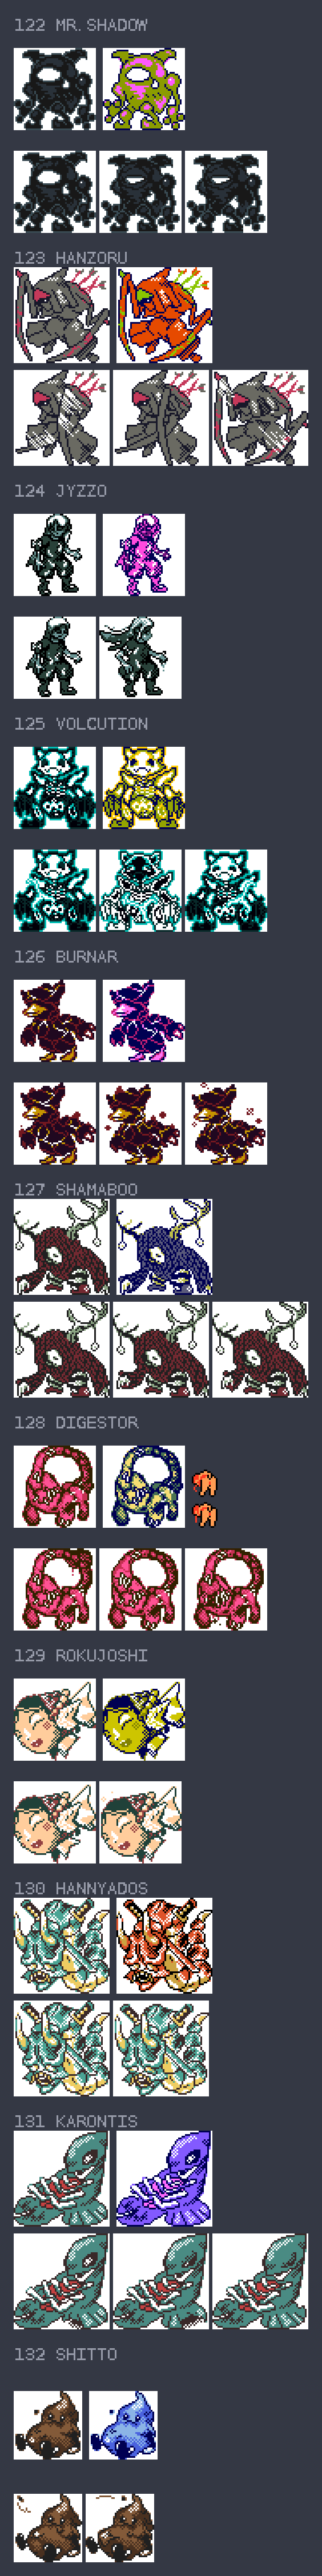 122 MR. SHADOW
123 HANZORU
124 JYZZO
125 VOLCUTION
126 BURNAR
127 SHAMABOO
128 DIGESTOR
129 ROKUJOSHI
130 HANNYADOS
131 KARONTIS
132 SHITTO